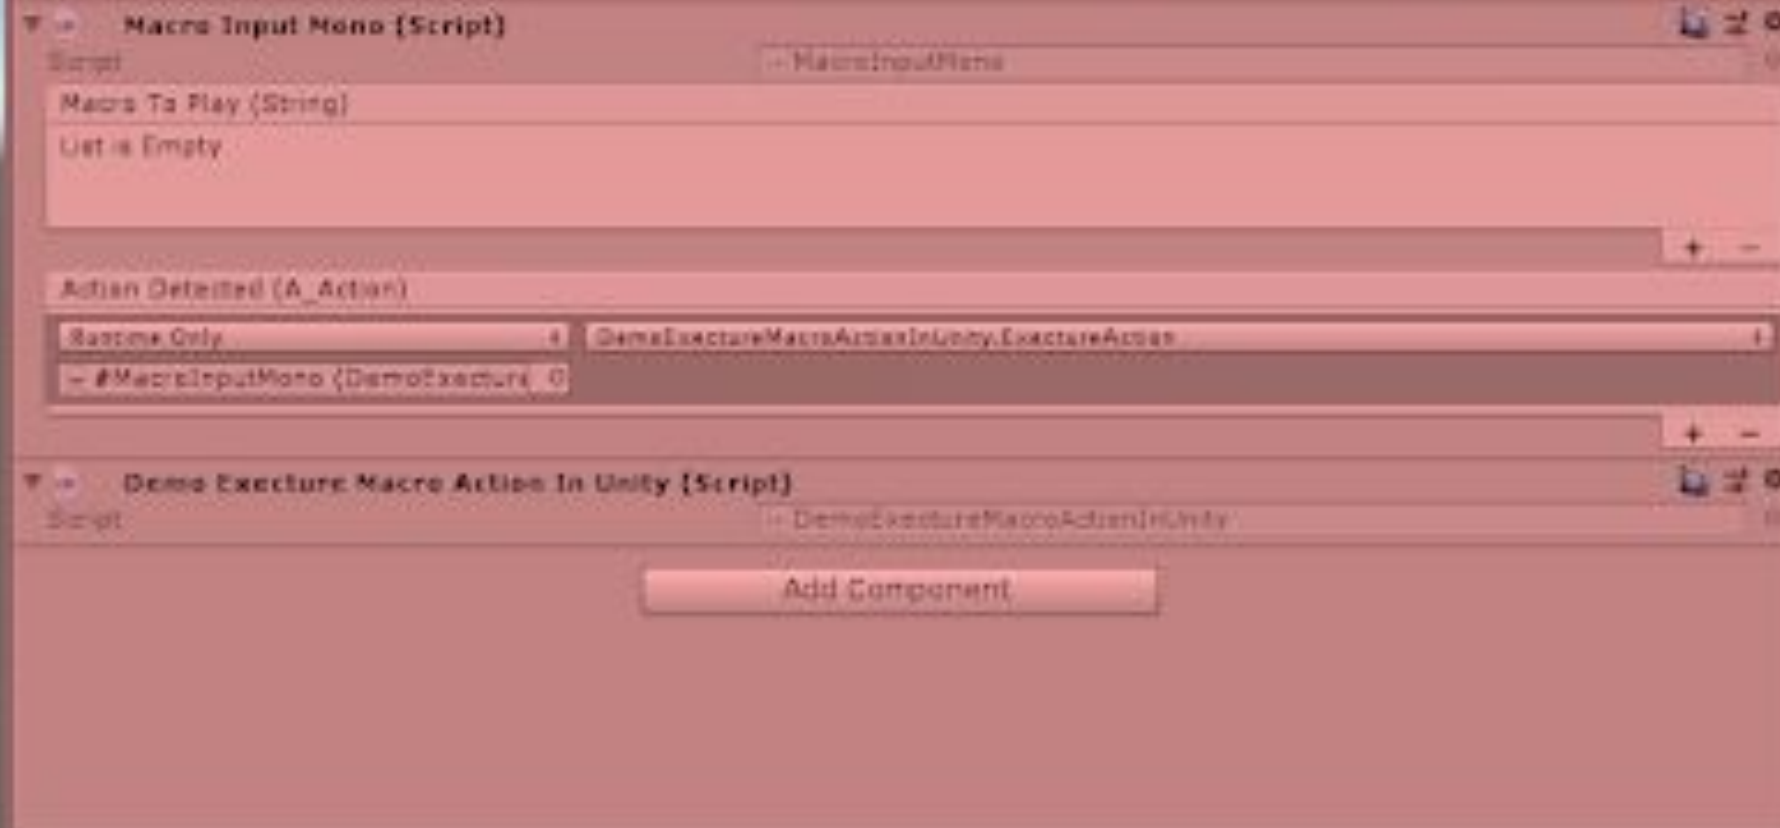 Macro Input Mono (Script)
Script MacroInputMono
Macro To Play (String)
List is Empty
+ −
Action Detected (A_Action)
Runtime Only DemoExectureMacroActionInUnity.ExectureAction
#MacroInputMono (DemoExecture
+ −
Demo Execture Macro Action In Unity (Script)
Script DemoExectureMacroActionInUnity
Add Component